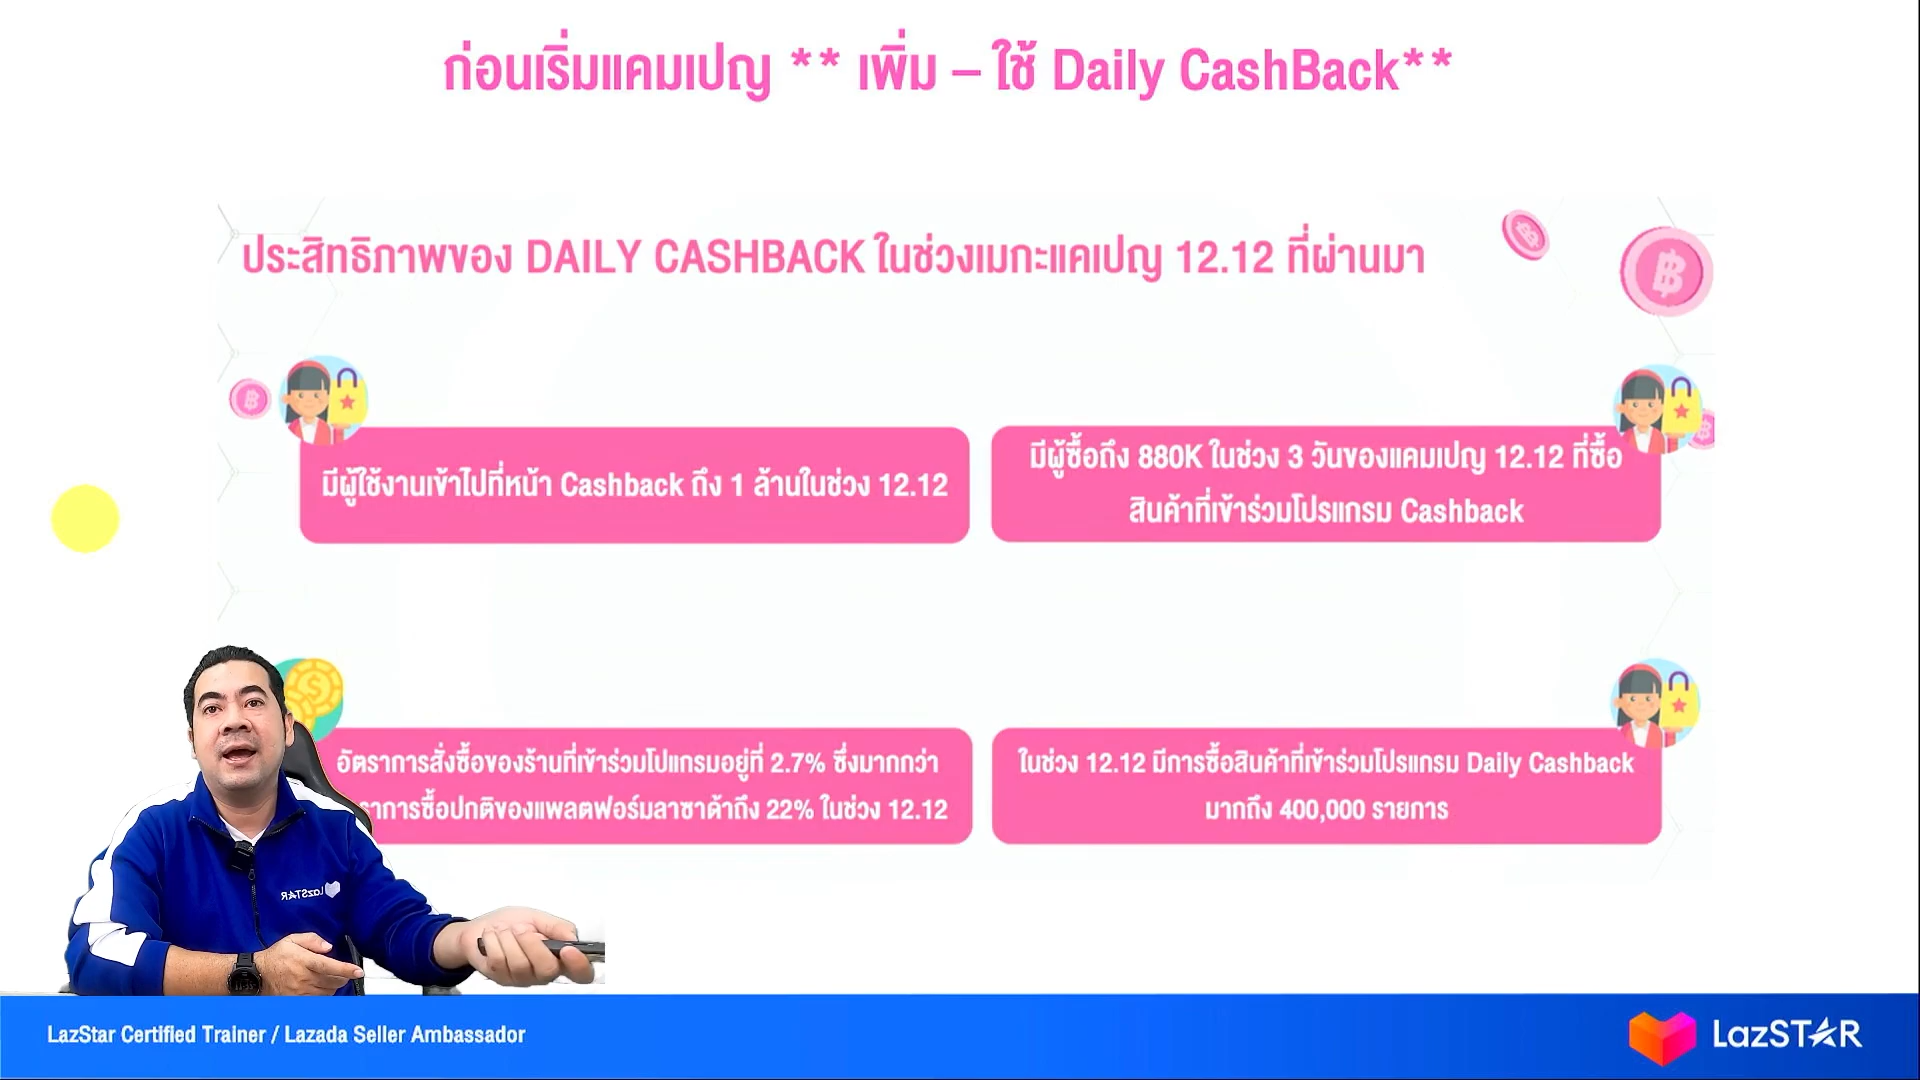 ก่อนเริ่มแคมเปญ ** เพิ่ม – ใช้ Daily CashBack**
ประสิทธิภาพของ DAILY CASHBACK ในช่วงเมกะแคเปญ 12.12 ที่ผ่านมา
มีผู้ใช้งานเข้าไปที่หน้า Cashback ถึง 1 ล้านในช่วง 12.12
มีผู้ซื้อถึง 880K ในช่วง 3 วันของแคมเปญ 12.12 ที่ซื้อ
สินค้าที่เข้าร่วมโปรแกรม Cashback
อัตราการสั่งซื้อของร้านที่เข้าร่วมโปแกรมอยู่ที่ 2.7% ซึ่งมากกว่า
ราการซื้อปกติของแพลตฟอร์มลาซาด้าถึง 22% ในช่วง 12.12
ในช่วง 12.12 มีการซื้อสินค้าที่เข้าร่วมโปรแกรม Daily Cashback
มากถึง 400,000 รายการ
LazSTAR
LazStar Certified Trainer / Lazada Seller Ambassador
LazSTAR